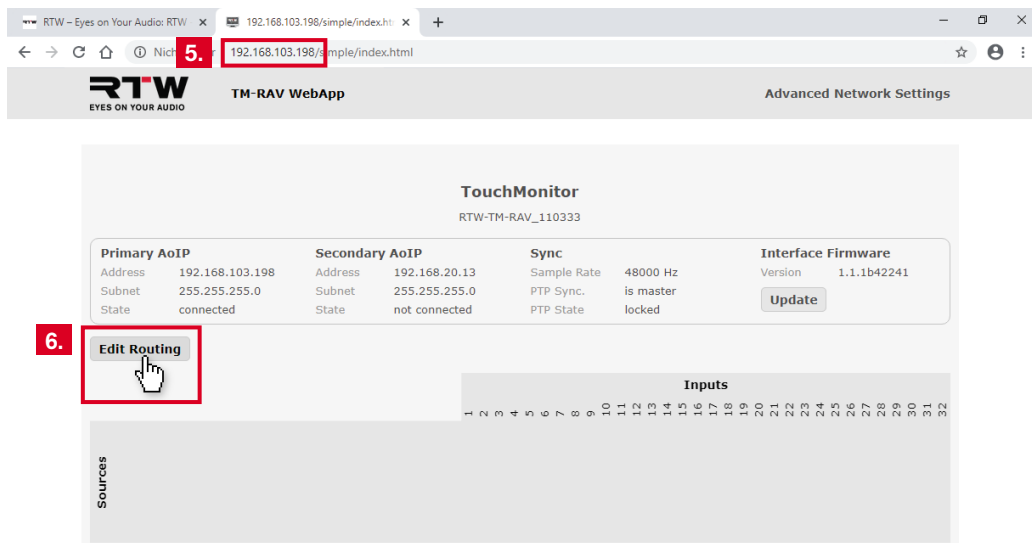 RTW – Eyes on Your Audio: RTW
192.168.103.198/simple/index.ht
5.
192.168.103.198/simple/index.html
RTW
EYES ON YOUR AUDIO
TM-RAV WebApp
Advanced Network Settings
TouchMonitor
RTW-TM-RAV_110333
Primary AoIP
Address 192.168.103.198
Subnet 255.255.255.0
State connected
Secondary AoIP
Address 192.168.20.13
Subnet 255.255.255.0
State not connected
Sync
Sample Rate 48000 Hz
PTP Sync. is master
PTP State locked
Interface Firmware
Version 1.1.1b42241
Update
6.
Edit Routing
Inputs
1 2 3 4 5 6 7 8 9 10 11 12 13 14 15 16 17 18 19 20 21 22 23 24 25 26 27 28 29 30 31 32
Sources